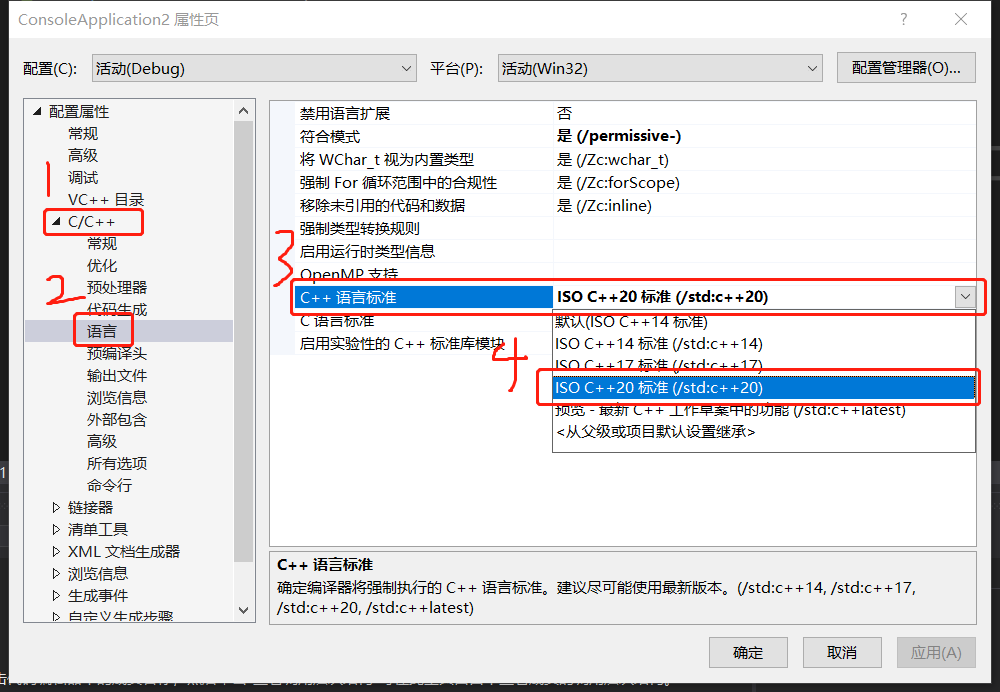 ConsoleApplication2 属性页
?
配置(C): 活动(Debug) 平台(P): 活动(Win32) 配置管理器(O)...
配置属性
常规
高级
调试
VC++ 目录
C/C++
常规
优化
预处理器
代码生成
语言
预编译头
输出文件
浏览信息
外部包含
高级
所有选项
命令行
链接器
清单工具
XML 文档生成器
浏览信息
生成事件
自定义生成步骤
1
2
3
4
禁用语言扩展 否
符合模式 是 (/permissive-)
将 WChar_t 视为内置类型 是 (/Zc:wchar_t)
强制 For 循环范围中的合规性 是 (/Zc:forScope)
移除未引用的代码和数据 是 (/Zc:inline)
强制类型转换规则
启用运行时类型信息
OpenMP 支持
C++ 语言标准 ISO C++20 标准 (/std:c++20)
C 语言标准
启用实验性的 C++ 标准库模块
默认(ISO C++14 标准)
ISO C++14 标准 (/std:c++14)
ISO C++17 标准 (/std:c++17)
ISO C++20 标准 (/std:c++20)
预览 - 最新 C++ 工作草案中的功能 (/std:c++latest)
<从父级或项目默认设置继承>
C++ 语言标准
确定编译器将强制执行的 C++ 语言标准。建议尽可能使用最新版本。(/std:c++14, /std:c++17,
/std:c++20, /std:c++latest)
确定 取消 应用(A)